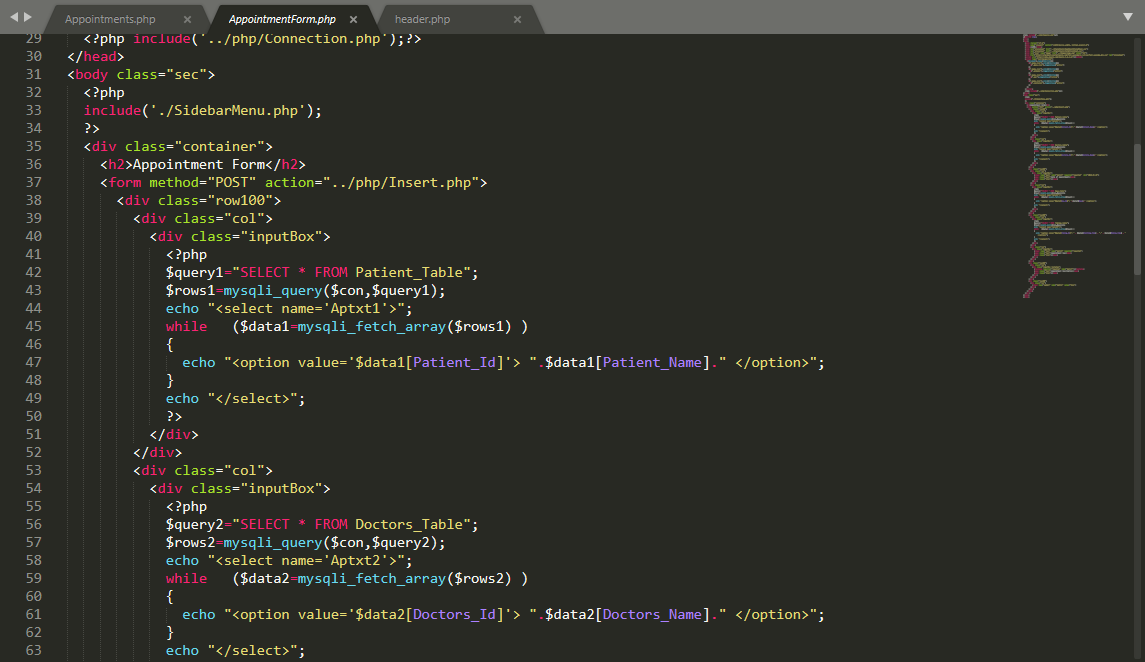 Appointments.php × AppointmentForm.php × header.php ×
29 <?php include('../php/Connection.php');?>
30 </head>
31 <body class="sec">
32 <?php
33 include('./SidebarMenu.php');
34 ?>
35 <div class="container">
36 <h2>Appointment Form</h2>
37 <form method="POST" action="../php/Insert.php">
38 <div class="row100">
39 <div class="col">
40 <div class="inputBox">
41 <?php
42 $query1="SELECT * FROM Patient_Table";
43 $rows1=mysqli_query($con,$query1);
44 echo "<select name='Aptxt1'>";
45 while   ($data1=mysqli_fetch_array($rows1) )
46 {
47 echo "<option value='$data1[Patient_Id]'> ".$data1[Patient_Name]." </option>";
48 }
49 echo "</select>";
50 ?>
51 </div>
52 </div>
53 <div class="col">
54 <div class="inputBox">
55 <?php
56 $query2="SELECT * FROM Doctors_Table";
57 $rows2=mysqli_query($con,$query2);
58 echo "<select name='Aptxt2'>";
59 while   ($data2=mysqli_fetch_array($rows2) )
60 {
61 echo "<option value='$data2[Doctors_Id]'> ".$data2[Doctors_Name]." </option>";
62 }
63 echo "</select>";